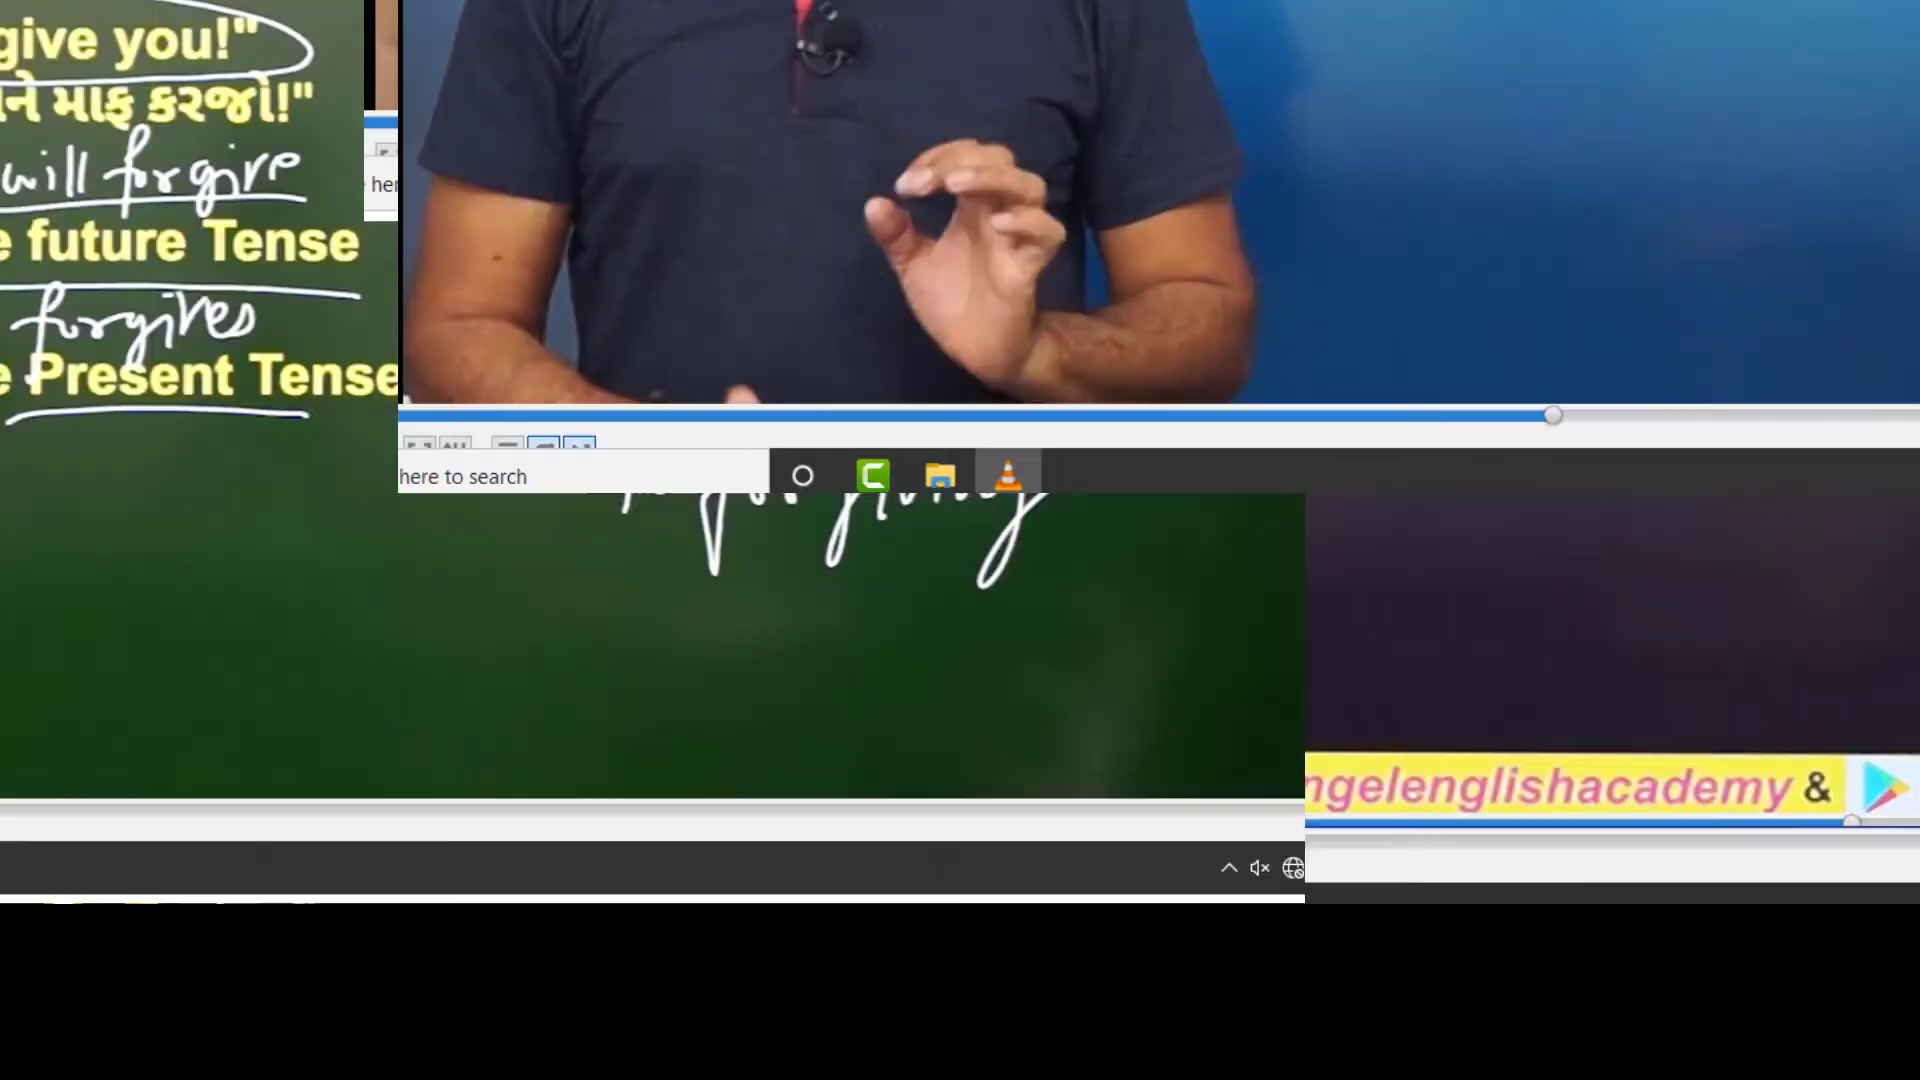 give you!"
ને માફ કરજો!"
will forgive
her
future Tense
forgives
Present Tense
here to search
ngelenglishacademy &